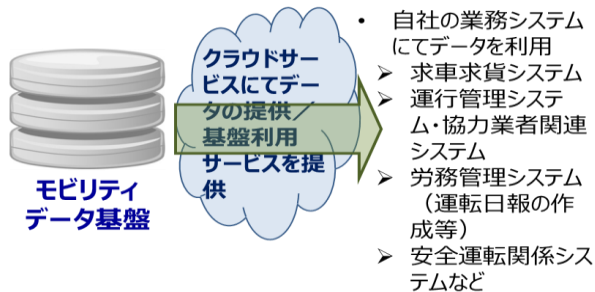 モビリティ
データ基盤
クラウドサー
ビスにてデー
タの提供／
基盤利用
サービスを提
供
• 自社の業務システム
にてデータを利用
➢ 求車求貨システム
➢ 運行管理システ
ム・協力業者関連
システム
➢ 労務管理システム
（運転日報の作
成等）
➢ 安全運転関係シス
テムなど